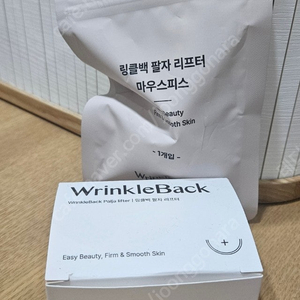 링클백 팔자 리프터
마우스피스
Beauty
Smooth Skin
- 1개입 -
WrinkleBack
WrinkleBack Palja lifter | 링클백 팔자 리프터
Easy Beauty, Firm & Smooth Skin